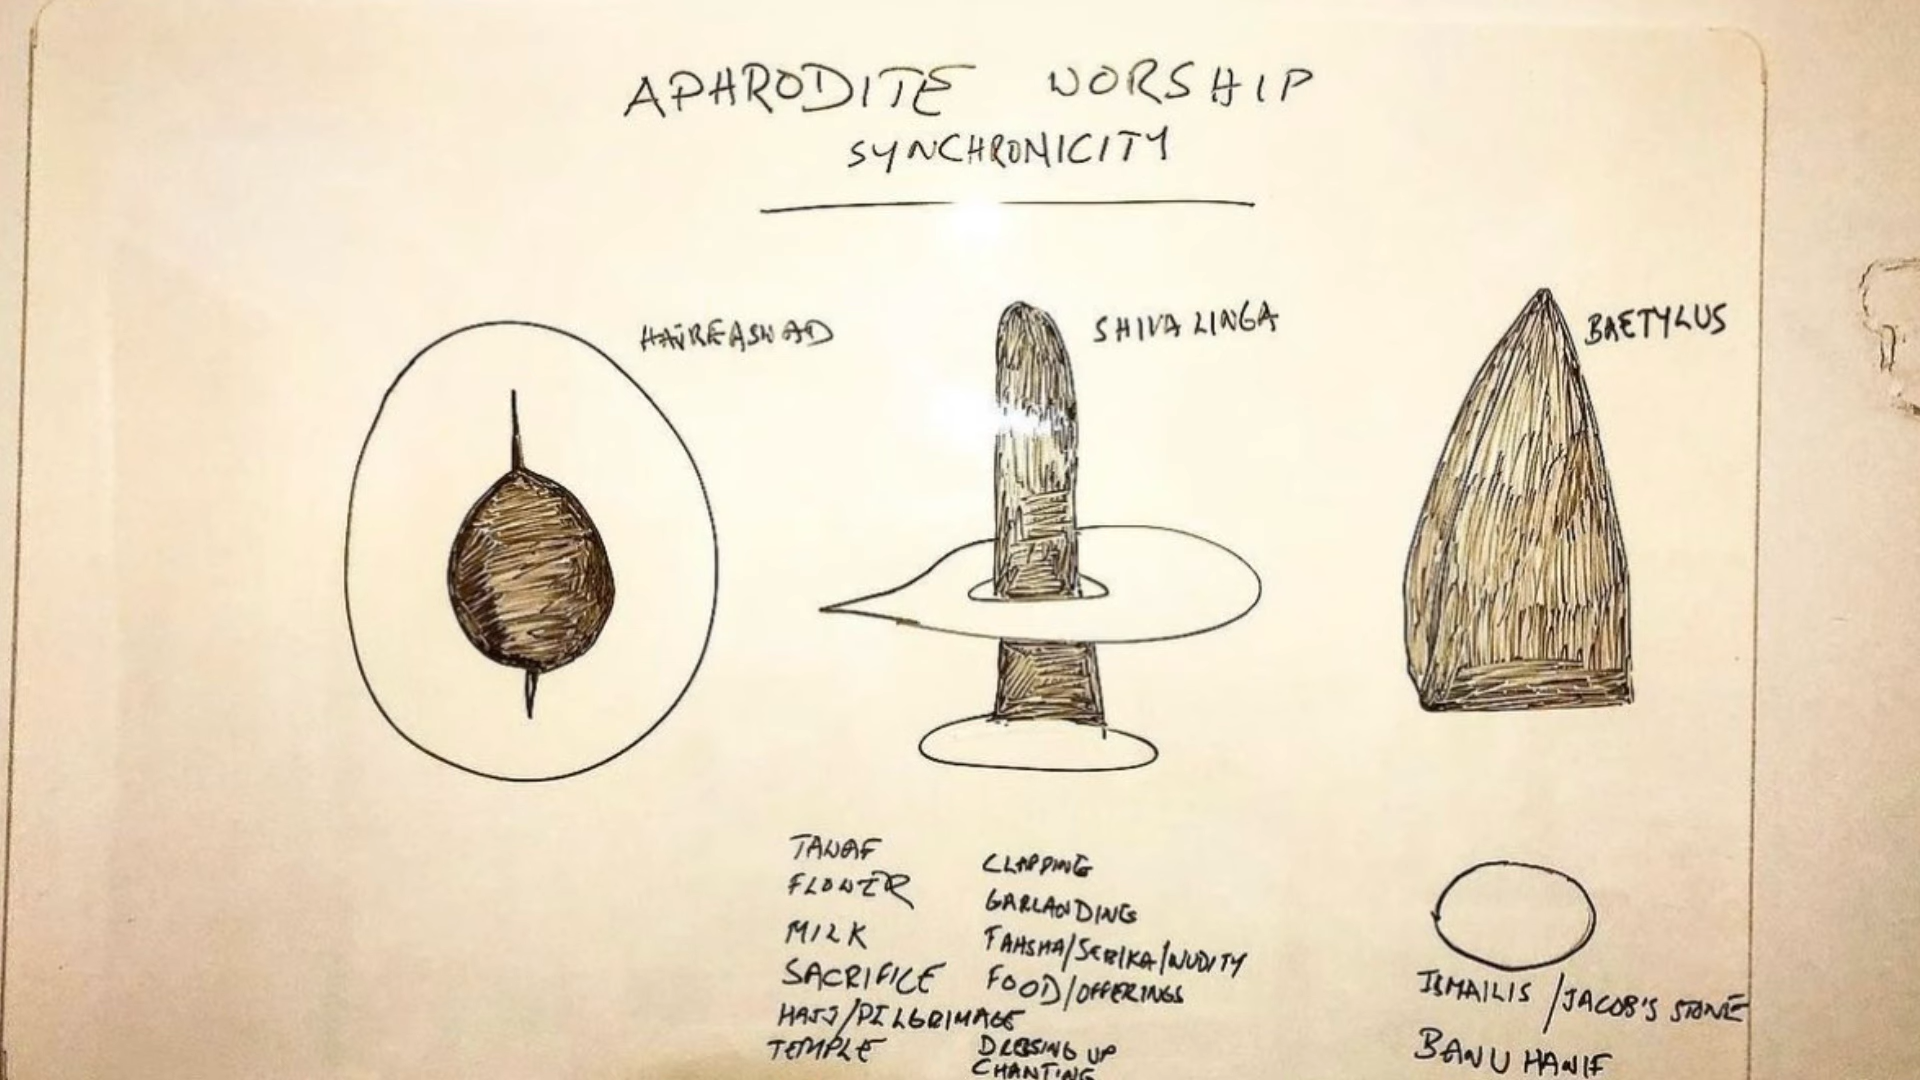 APHRODITE WORSHIP
SYNCHRONICITY
HAJREASWAD
SHIVA LINGA
BAETYLUS
TAWAF
FLOWER
MILK
SACRIFICE
HAJJ/PILGRIMAGE
TEMPLE
CLAPPING
GARLANDING
FAHSHA/SEBIKA/NUDITY
FOOD/OFFERINGS
DRESSING UP
CHANTING
ISMAILIS/JACOB'S STONE
BANU HANIF